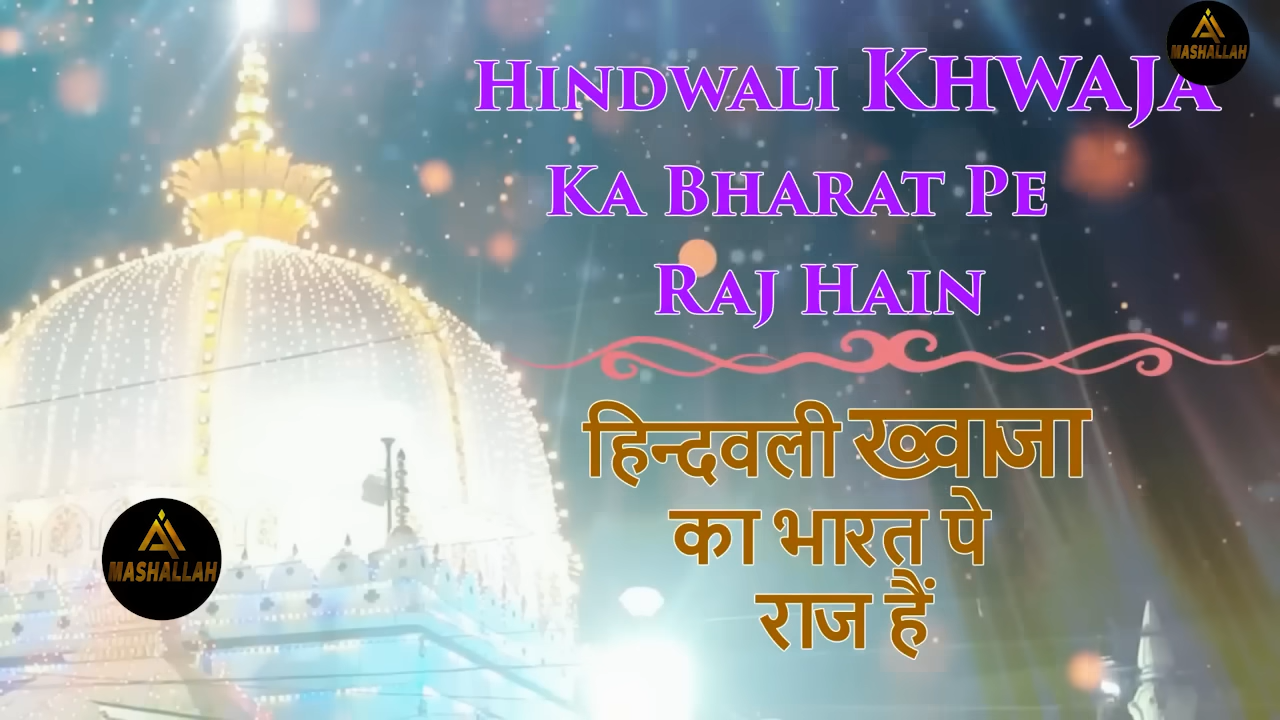 MASHALLAH
HINDWALI KHWAJA
KA BHARAT PE
RAJ HAIN
हिन्दवली ख्वाजा
का भारत पे
राज हैं
MASHALLAH